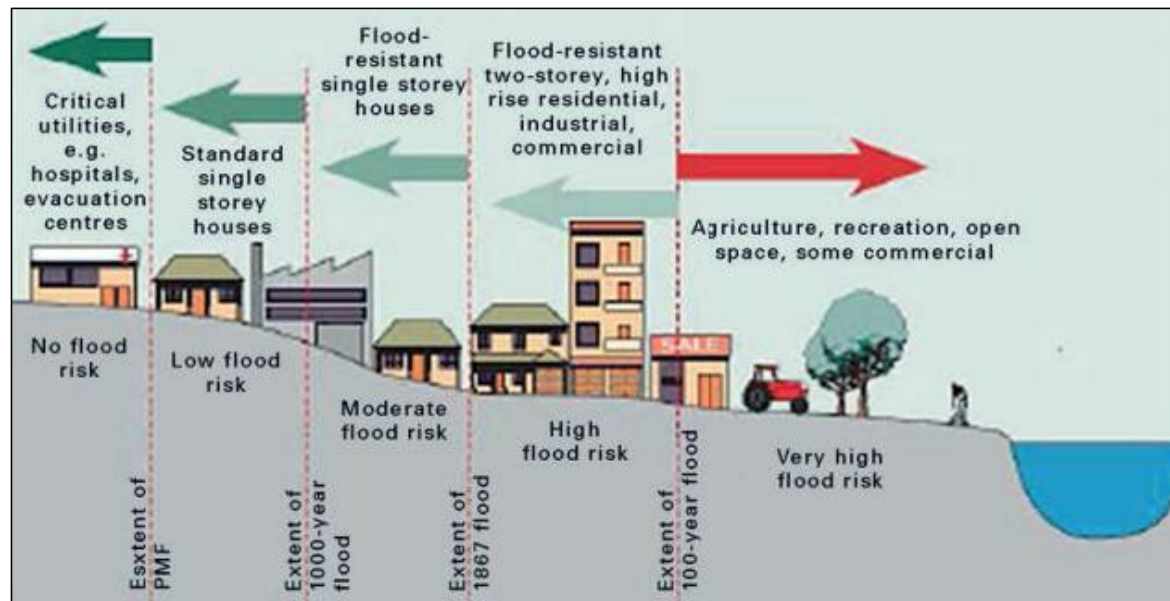 Critical
utilities,
e.g.
hospitals,
evacuation
centres
Standard
single
storey
houses
Flood-
resistant
single storey
houses
Flood-resistant
two-storey, high
rise residential,
industrial,
commercial
Agriculture, recreation, open
space, some commercial
SALE
No flood
risk
Low flood
risk
Moderate
flood risk
High
flood risk
Very high
flood risk
Esxtent of
PMF
Extent of
1000-year
flood
Extent of
1867 flood
Extent of
100-year flood